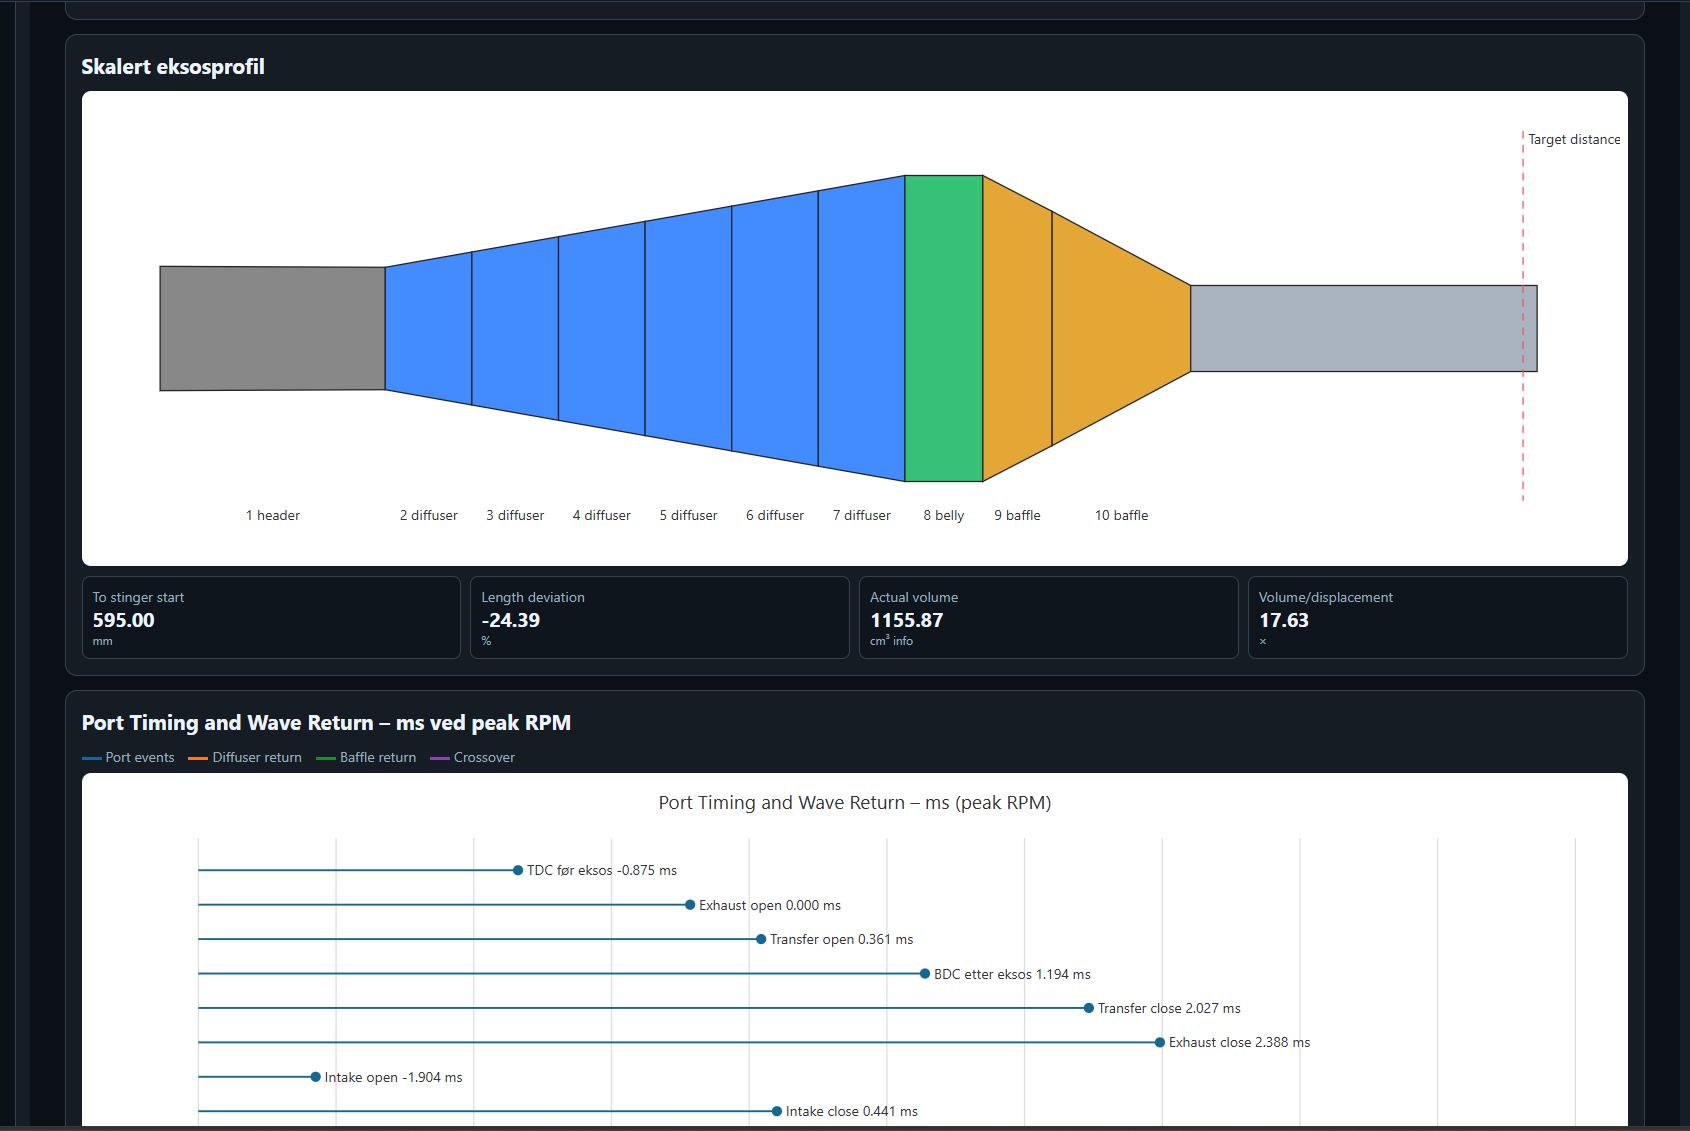 Skalert eksosprofil
Target distance
1 header 2 diffuser 3 diffuser 4 diffuser 5 diffuser 6 diffuser 7 diffuser 8 belly 9 baffle 10 baffle
To stinger start
595.00
mm
Length deviation
-24.39
%
Actual volume
1155.87
cm³ info
Volume/displacement
17.63
×
Port Timing and Wave Return – ms ved peak RPM
Port events Diffuser return Baffle return Crossover
Port Timing and Wave Return – ms (peak RPM)
TDC før eksos -0.875 ms
Exhaust open 0.000 ms
Transfer open 0.361 ms
BDC etter eksos 1.194 ms
Transfer close 2.027 ms
Exhaust close 2.388 ms
Intake open -1.904 ms
Intake close 0.441 ms